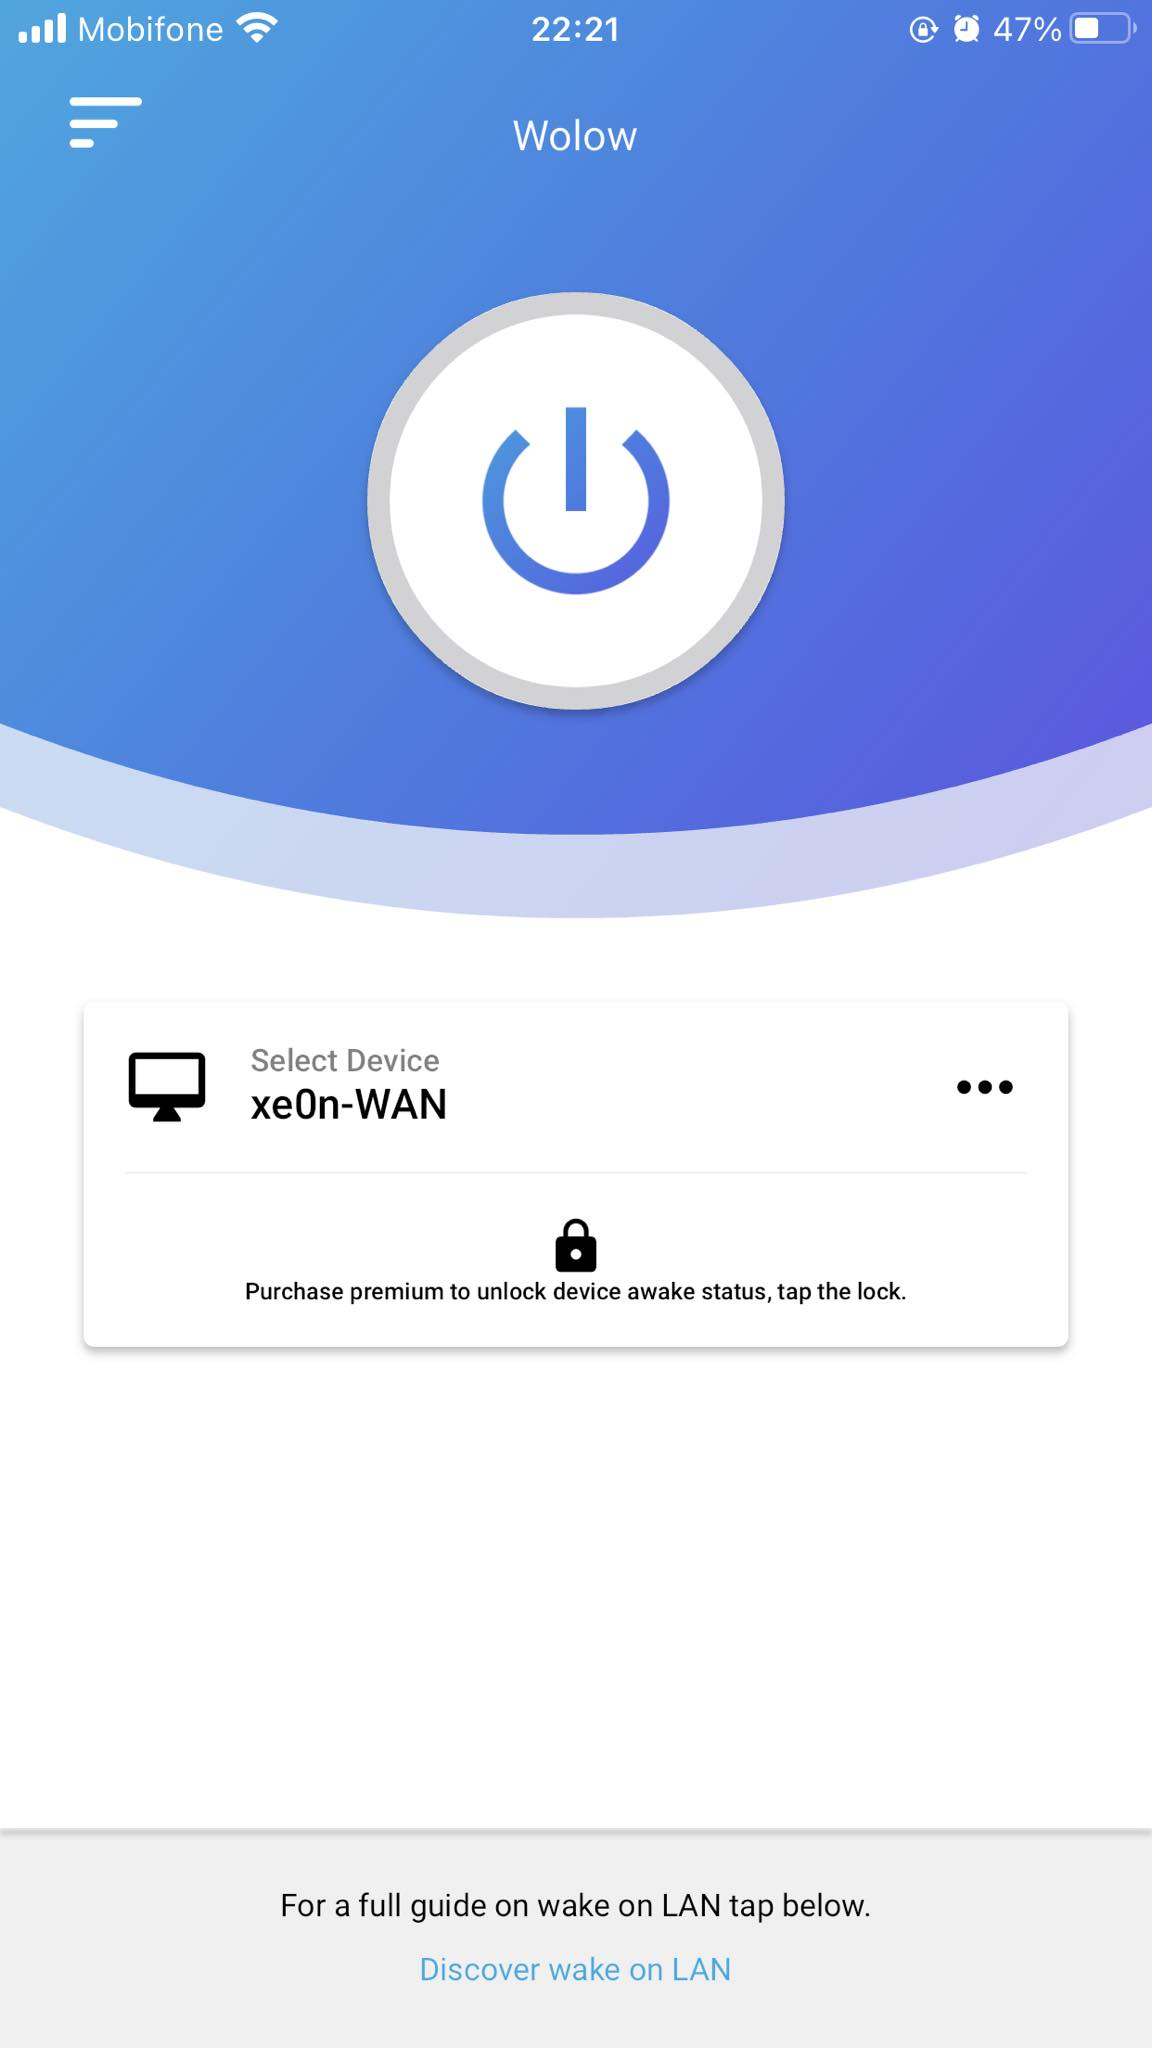 Mobifone 22:21 47%
Wolow
Select Device
xe0n-WAN
Purchase premium to unlock device awake status, tap the lock.
For a full guide on wake on LAN tap below.
Discover wake on LAN